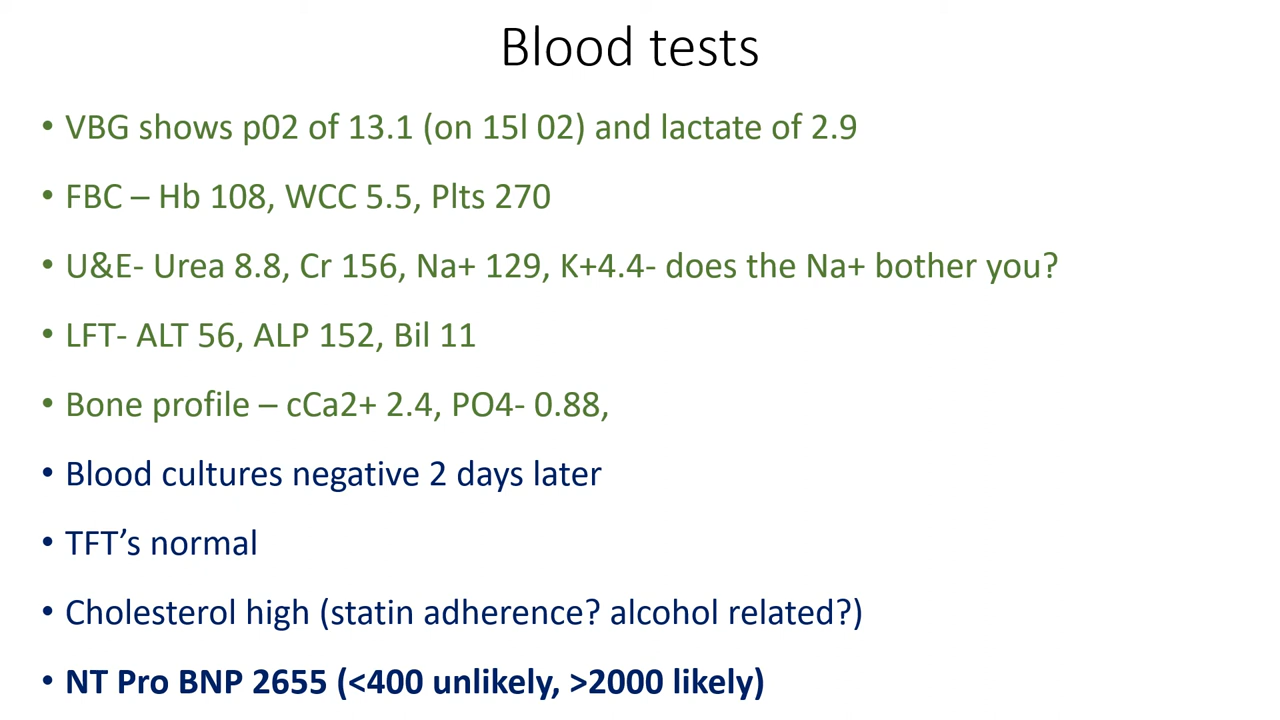 Blood tests
• VBG shows p02 of 13.1 (on 15l 02) and lactate of 2.9
• FBC – Hb 108, WCC 5.5, Plts 270
• U&E- Urea 8.8, Cr 156, Na+ 129, K+4.4- does the Na+ bother you?
• LFT- ALT 56, ALP 152, Bil 11
• Bone profile – cCa2+ 2.4, PO4- 0.88,
• Blood cultures negative 2 days later
• TFT’s normal
• Cholesterol high (statin adherence? alcohol related?)
• NT Pro BNP 2655 (<400 unlikely, >2000 likely)